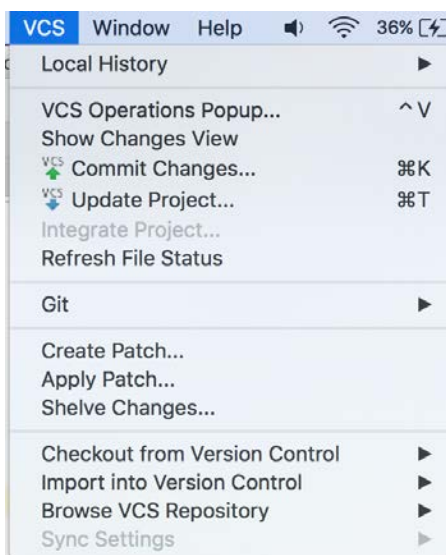 VCS Window Help 36%
Local History
VCS Operations Popup... ^V
Show Changes View
VCS Commit Changes... ⌘K
VCS Update Project... ⌘T
Integrate Project...
Refresh File Status
Git
Create Patch...
Apply Patch...
Shelve Changes...
Checkout from Version Control
Import into Version Control
Browse VCS Repository
Sync Settings